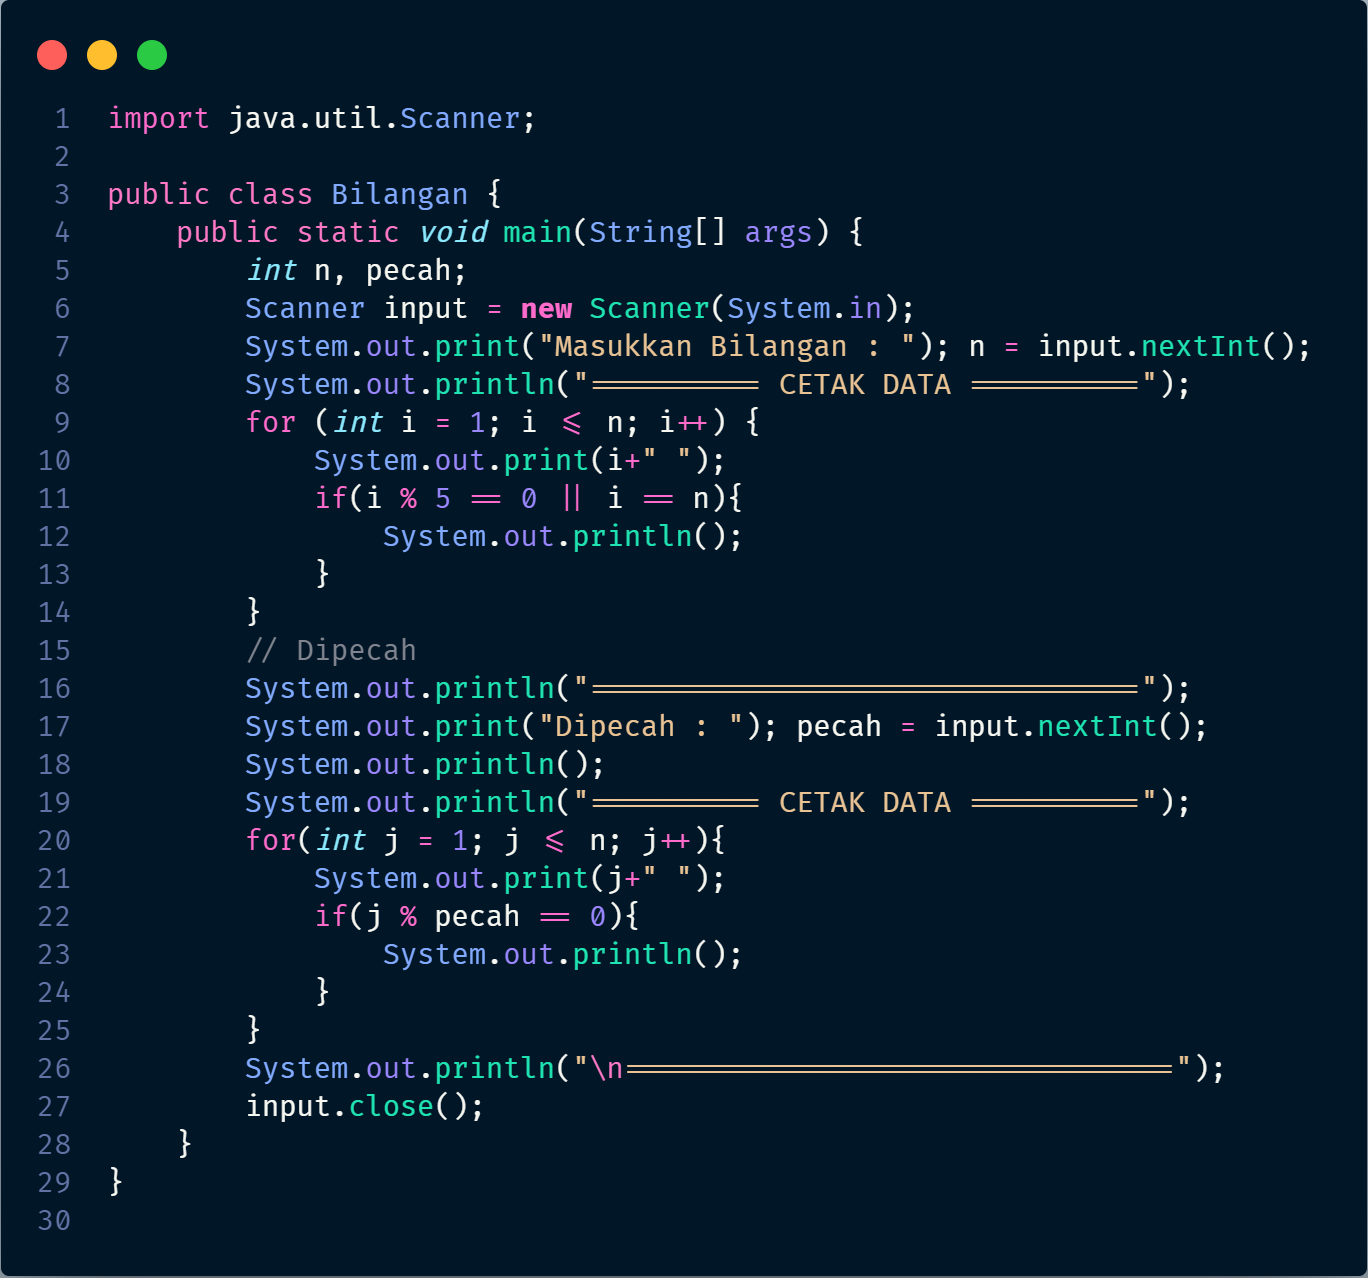 1 import java.util.Scanner;
2
3 public class Bilangan {
4     public static void main(String[] args) {
5         int n, pecah;
6         Scanner input = new Scanner(System.in);
7         System.out.print("Masukkan Bilangan : "); n = input.nextInt();
8         System.out.println("========== CETAK DATA ==========");
9         for (int i = 1; i <= n; i++) {
10             System.out.print(i+" ");
11             if(i % 5 == 0 || i == n){
12                 System.out.println();
13             }
14         }
15         // Dipecah
16         System.out.println("================================");
17         System.out.print("Dipecah : "); pecah = input.nextInt();
18         System.out.println();
19         System.out.println("========== CETAK DATA ==========");
20         for(int j = 1; j <= n; j++){
21             System.out.print(j+" ");
22             if(j % pecah == 0){
23                 System.out.println();
24             }
25         }
26         System.out.println("\n================================");
27         input.close();
28     }
29 }
30